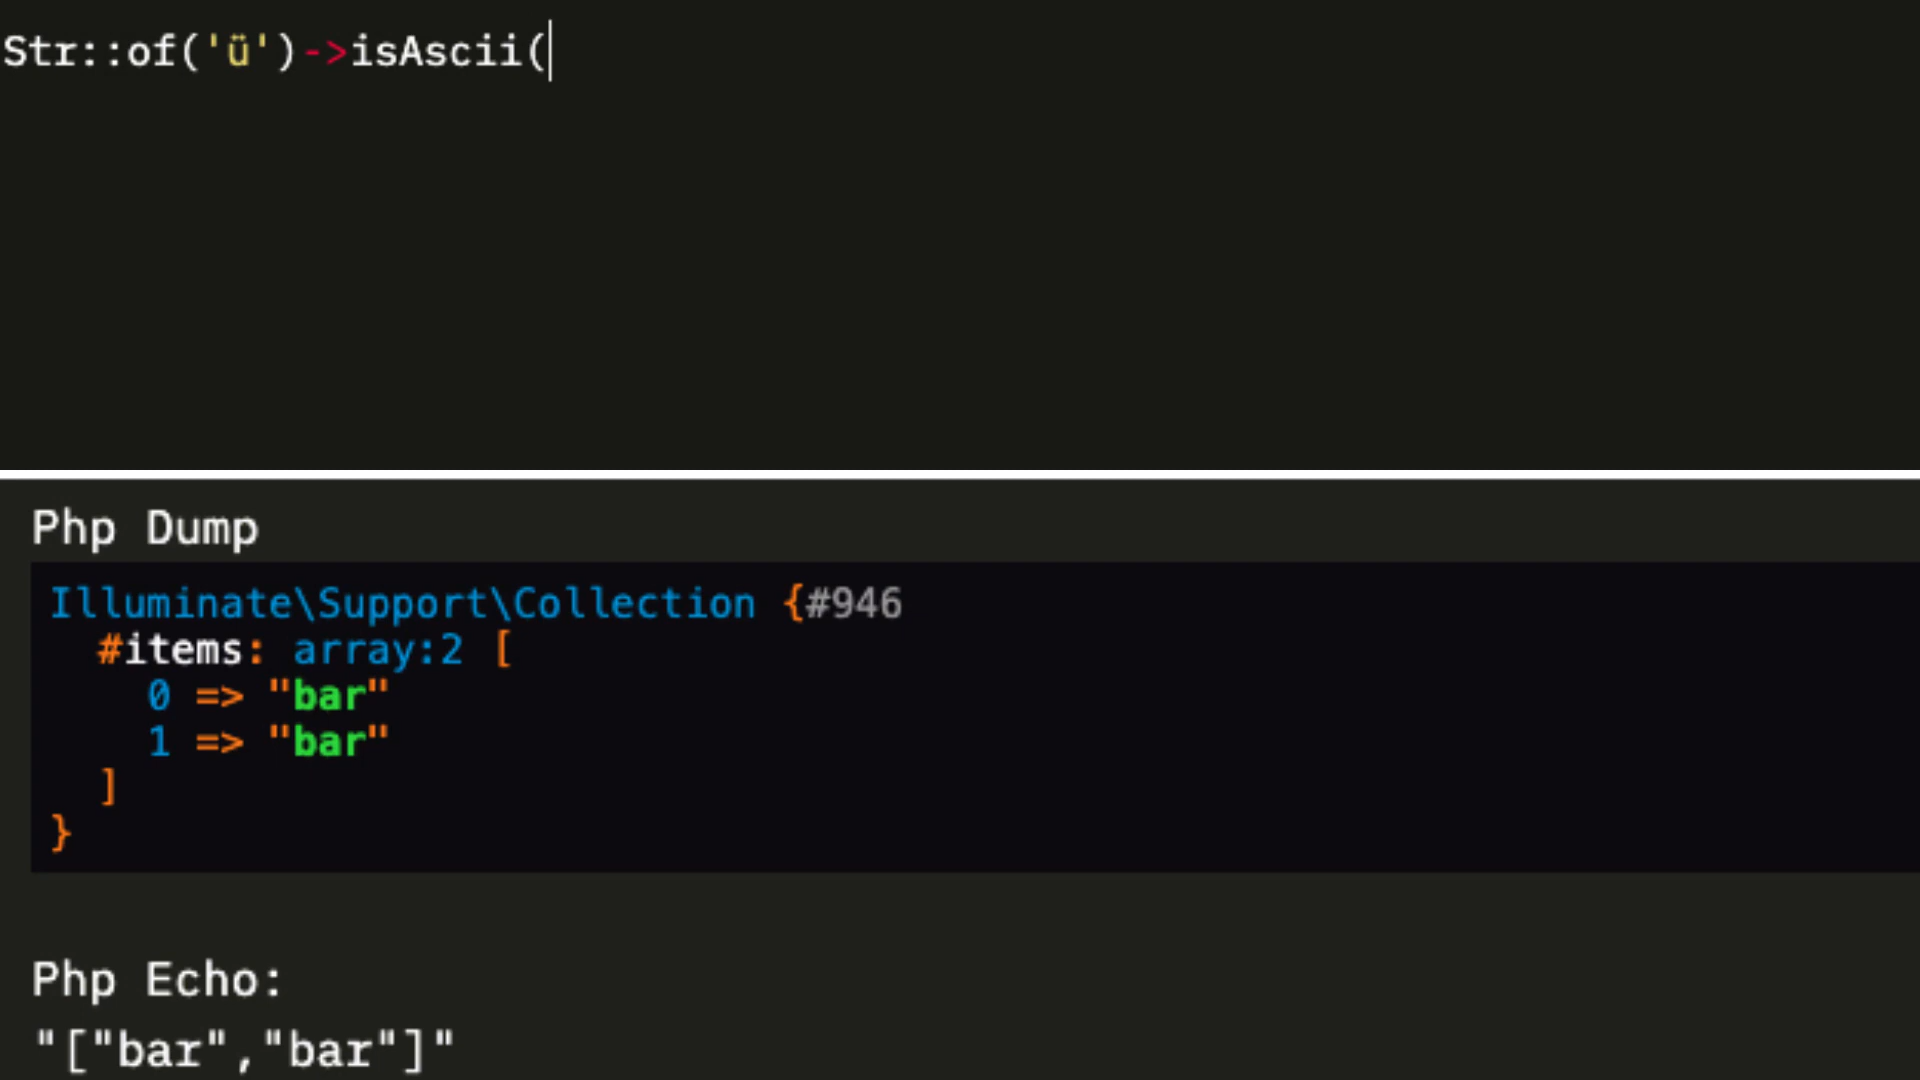 Str::of('ü')->isAscii(
Php Dump
Illuminate\Support\Collection {#946
#items: array:2 [
0 => "bar"
1 => "bar"
]
}
Php Echo:
"["bar","bar"]"